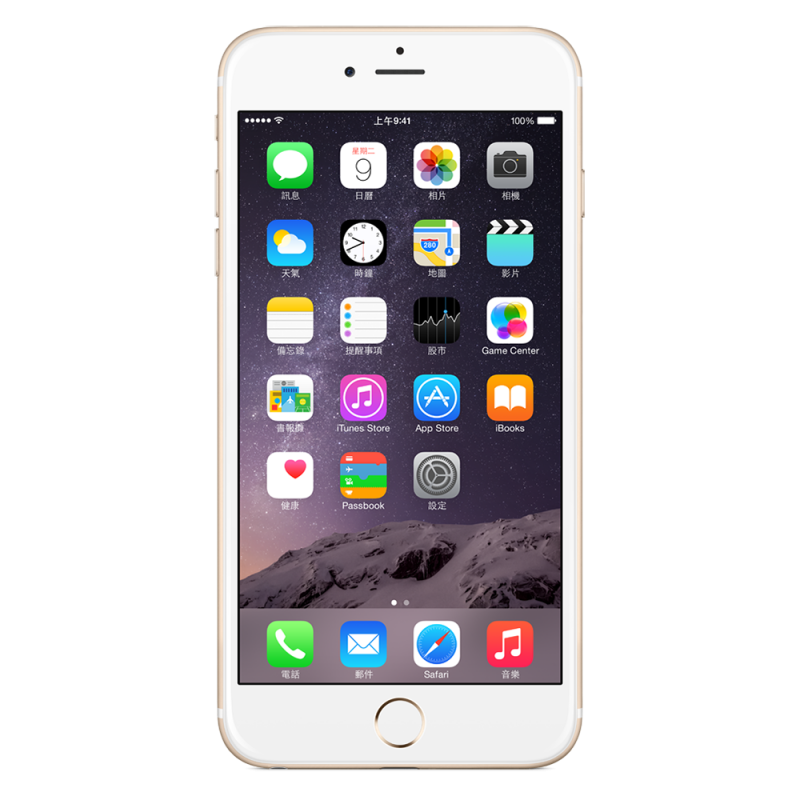 上午9:41 100%
星期二
9
280
訊息 日曆 相片 相機
天氣 時鐘 地圖 影片
備忘錄 提醒事項 股市 Game Center
書報攤 iTunes Store App Store iBooks
健康 Passbook 設定
電話 郵件 Safari 音樂